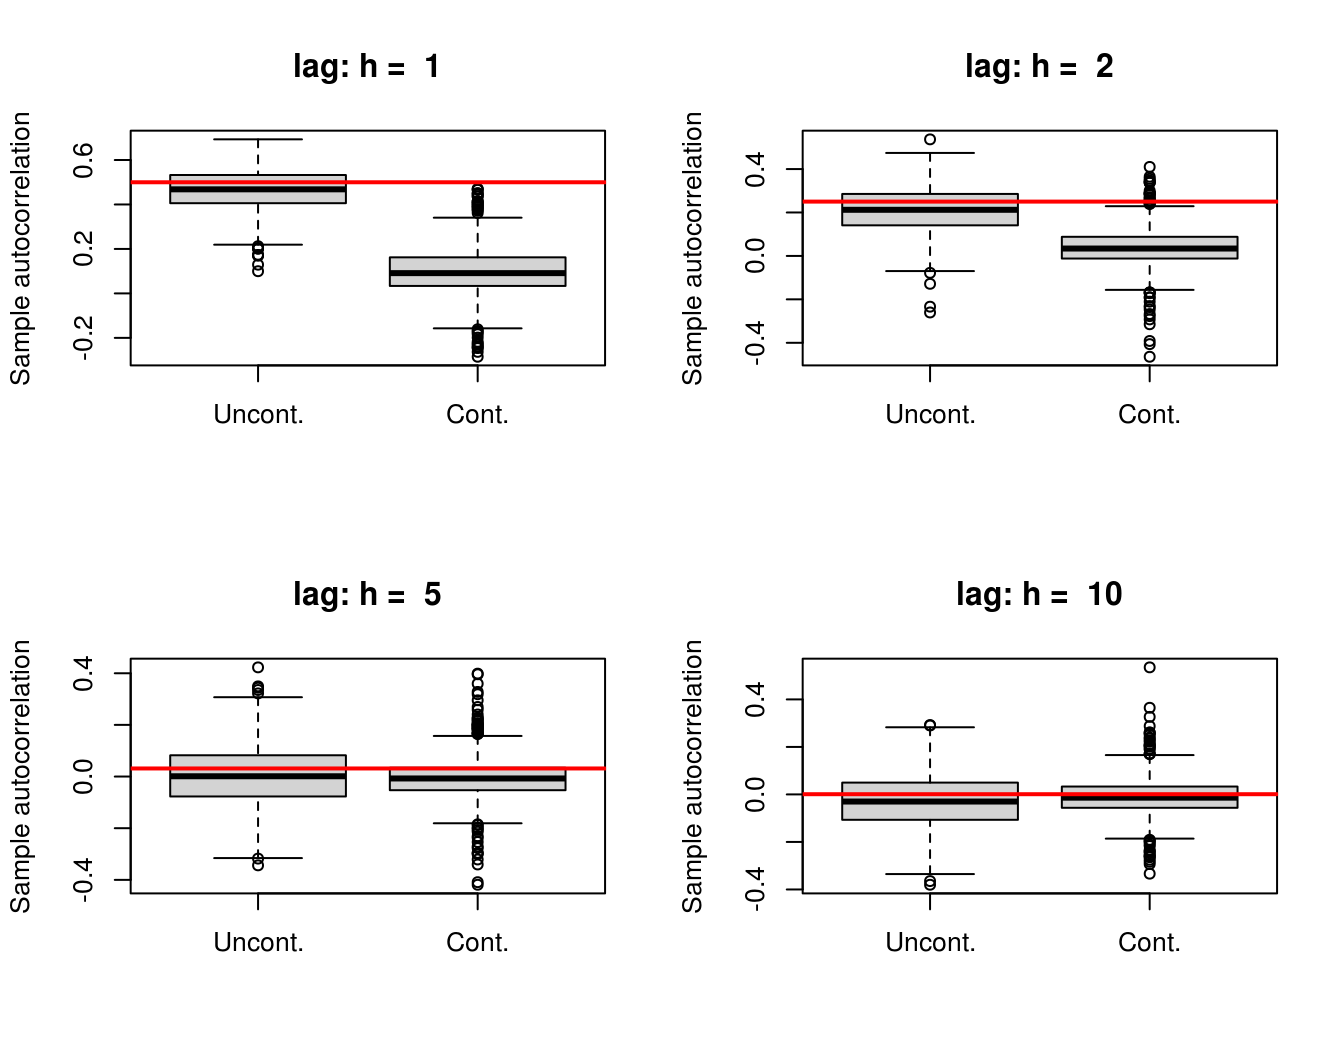 lag: h = 1
Sample autocorrelation
0.6
0.2
-0.2
Uncont.
Cont.
lag: h = 2
Sample autocorrelation
0.4
0.0
-0.4
Uncont.
Cont.
lag: h = 5
Sample autocorrelation
0.4
0.0
-0.4
Uncont.
Cont.
lag: h = 10
Sample autocorrelation
0.4
0.0
-0.4
Uncont.
Cont.